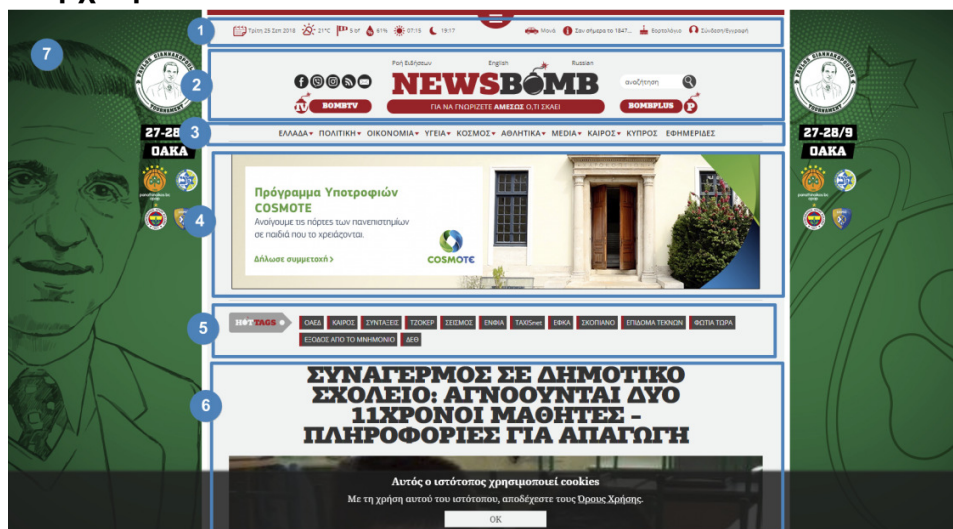 1
Τρίτη 25 Σεπ 2018 21°C 5 bf 61% 07:15 19:17 Μονά Σαν σήμερα το 1847... Εορτολόγιο Σύνδεση/Εγγραφή
7
2
Ροή Ειδήσεων English Russian
NEWSBOMB
αναζήτηση
TV BOMBTV
ΓΙΑ ΝΑ ΓΝΩΡΙΖΕΤΕ ΑΜΕΣΩΣ Ο,ΤΙ ΣΚΑΕΙ
BOMBPLUS P
3
ΕΛΛΑΔΑ ΠΟΛΙΤΙΚΗ ΟΙΚΟΝΟΜΙΑ ΥΓΕΙΑ ΚΟΣΜΟΣ ΑΘΛΗΤΙΚΑ MEDIA ΚΑΙΡΟΣ ΚΥΠΡΟΣ ΕΦΗΜΕΡΙΔΕΣ
27-28
ΟΑΚΑ
27-28/9
ΟΑΚΑ
4
Πρόγραμμα Υποτροφιών
COSMOTE
Ανοίγουμε τις πόρτες των πανεπιστημίων
σε παιδιά που το χρειάζονται.
Δήλωσε συμμετοχή >
COSMOTE
5
HOT TAGS
ΟΑΕΔ ΚΑΙΡΟΣ ΣΥΝΤΑΞΕΙΣ ΤΖΟΚΕΡ ΣΕΙΣΜΟΣ ΕΝΦΙΑ TAXISnet ΕΦΚΑ ΣΚΟΠΙΑΝΟ ΕΠΙΔΟΜΑ ΤΕΚΝΩΝ ΦΩΤΙΑ ΤΩΡΑ
ΕΞΟΔΟΣ ΑΠΟ ΤΟ ΜΝΗΜΟΝΙΟ ΔΕΘ
6
ΣΥΝΑΓΕΡΜΟΣ ΣΕ ΔΗΜΟΤΙΚΟ
ΣΧΟΛΕΙΟ: ΑΓΝΟΟΥΝΤΑΙ ΔΥΟ
11ΧΡΟΝΟΙ ΜΑΘΗΤΕΣ –
ΠΛΗΡΟΦΟΡΙΕΣ ΓΙΑ ΑΠΑΓΩΓΗ
Αυτός ο ιστότοπος χρησιμοποιεί cookies
Με τη χρήση αυτού του ιστότοπου, αποδέχεστε τους Όρους Χρήσης.
OK